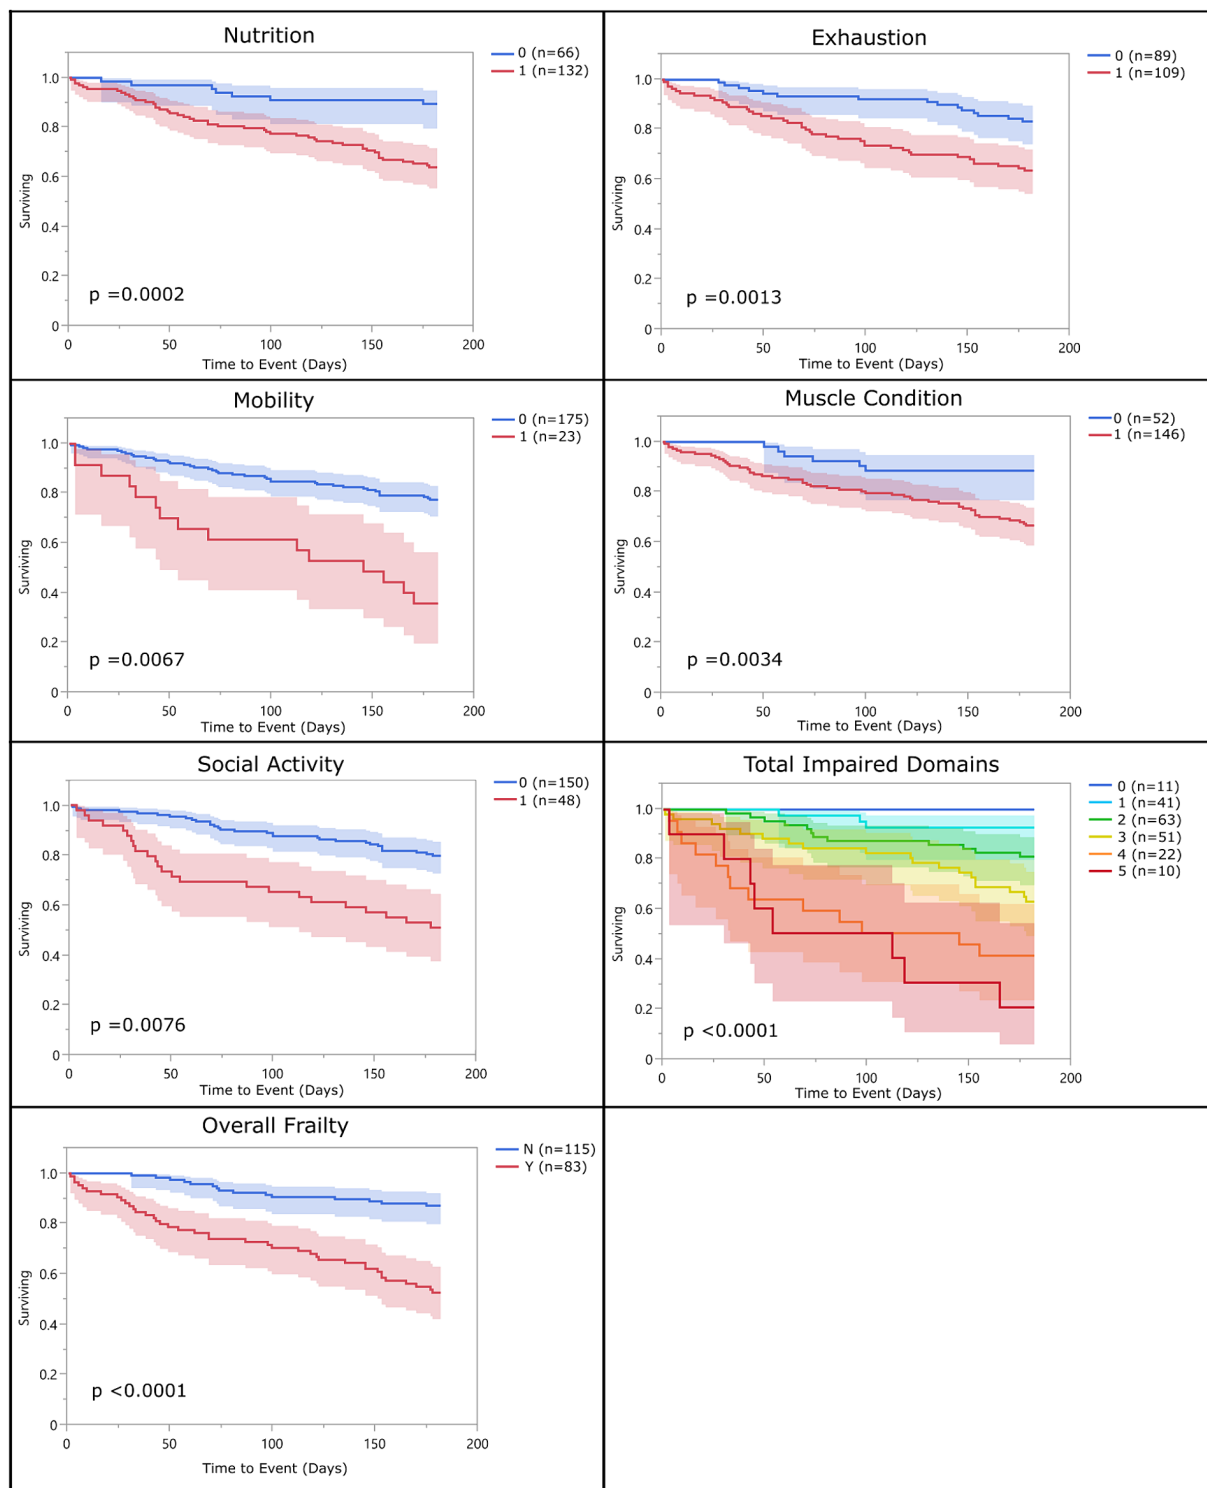 Nutrition
0 (n=66)
1 (n=132)
1.0
0.8
0.6
0.4
0.2
0
Surviving
p =0.0002
0 50 100 150 200
Time to Event (Days)
Exhaustion
0 (n=89)
1 (n=109)
1.0
0.8
0.6
0.4
0.2
0
Surviving
p =0.0013
0 50 100 150 200
Time to Event (Days)
Mobility
0 (n=175)
1 (n=23)
1.0
0.8
0.6
0.4
0.2
0
Surviving
p =0.0067
0 50 100 150 200
Time to Event (Days)
Muscle Condition
0 (n=52)
1 (n=146)
1.0
0.8
0.6
0.4
0.2
0
Surviving
p =0.0034
0 50 100 150 200
Time to Event (Days)
Social Activity
0 (n=150)
1 (n=48)
1.0
0.8
0.6
0.4
0.2
0
Surviving
p =0.0076
0 50 100 150 200
Time to Event (Days)
Total Impaired Domains
0 (n=11)
1 (n=41)
2 (n=63)
3 (n=51)
4 (n=22)
5 (n=10)
1.0
0.8
0.6
0.4
0.2
0
Surviving
p <0.0001
0 50 100 150 200
Time to Event (Days)
Overall Frailty
N (n=115)
Y (n=83)
1.0
0.8
0.6
0.4
0.2
0
Surviving
p <0.0001
0 50 100 150 200
Time to Event (Days)